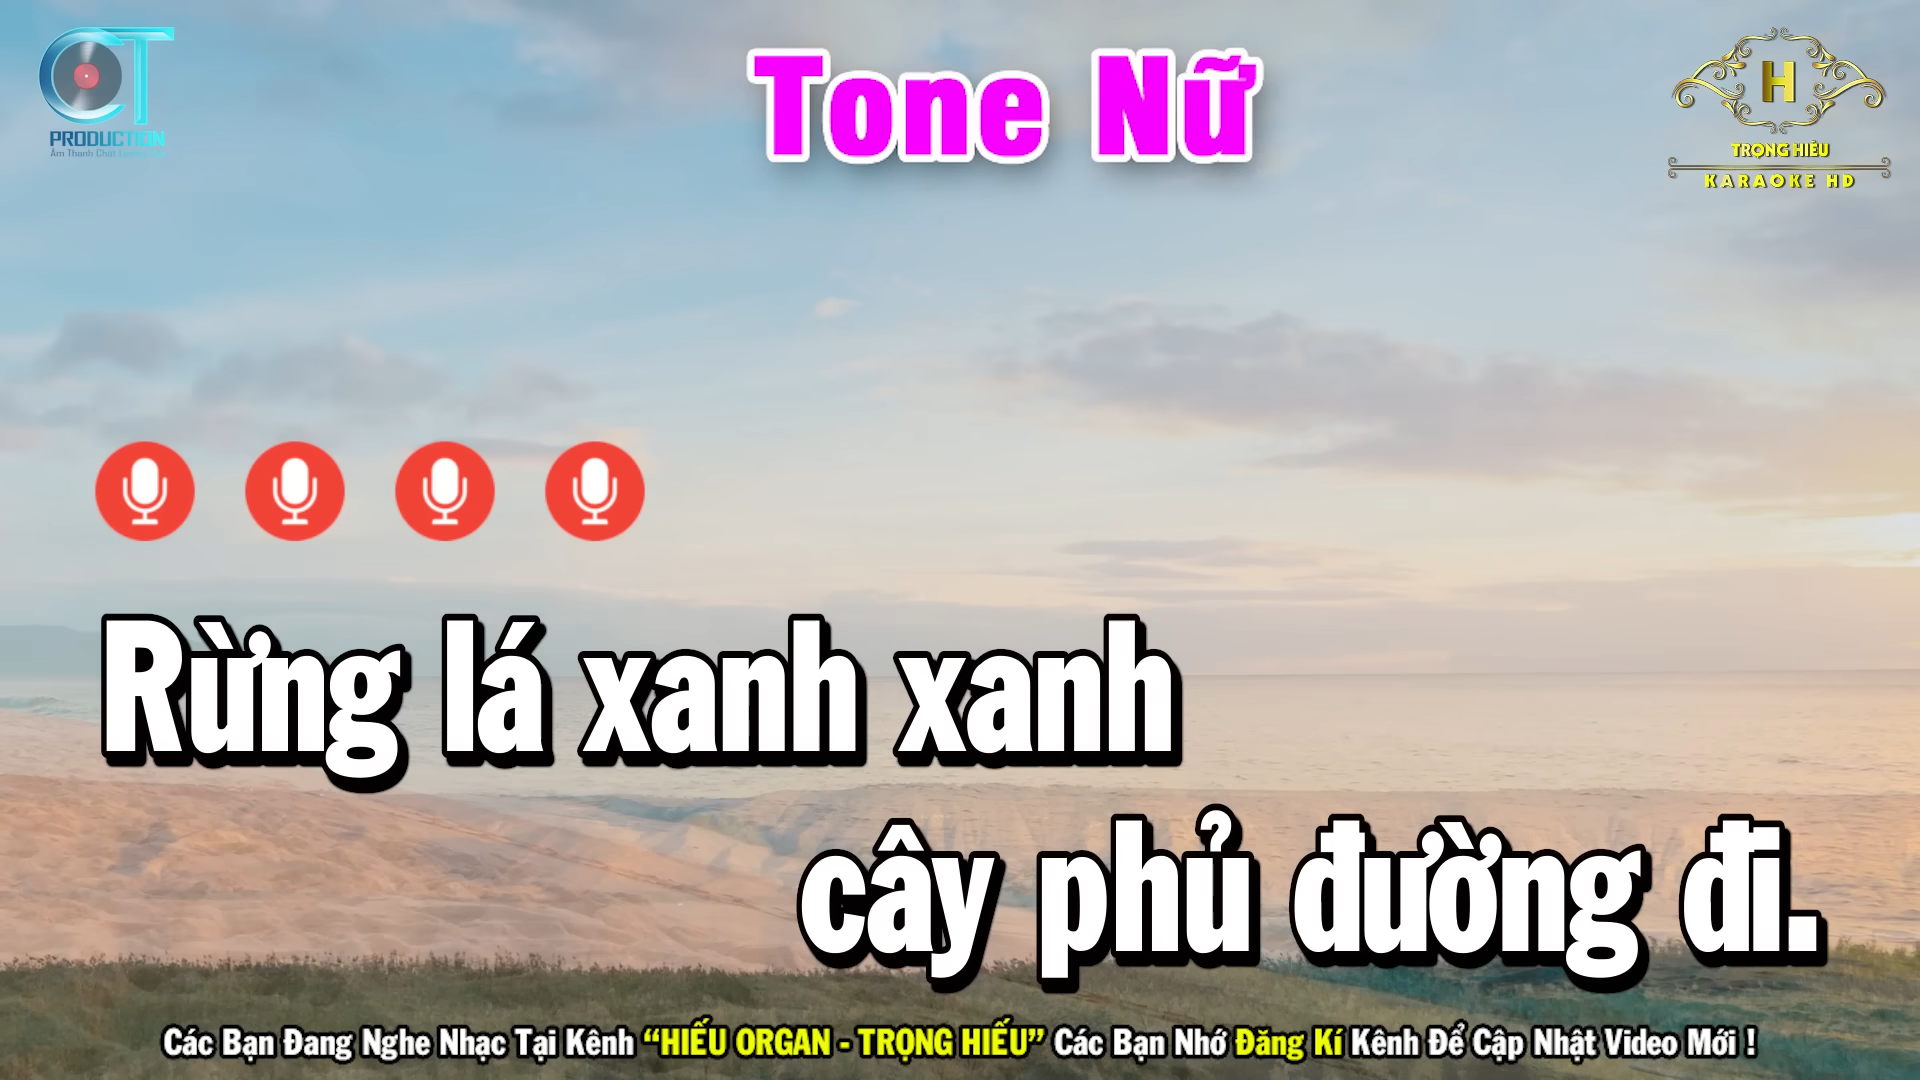 CT
PRODUCTION
Tone Nữ
H
TRỌNG HIẾU
KARAOKE HD
Rừng lá xanh xanh
cây phủ đường đi.
Các Bạn Đang Nghe Nhạc Tại Kênh “HIẾU ORGAN - TRỌNG HIẾU” Các Bạn Nhớ Đăng Kí Kênh Để Cập Nhật Video Mới !